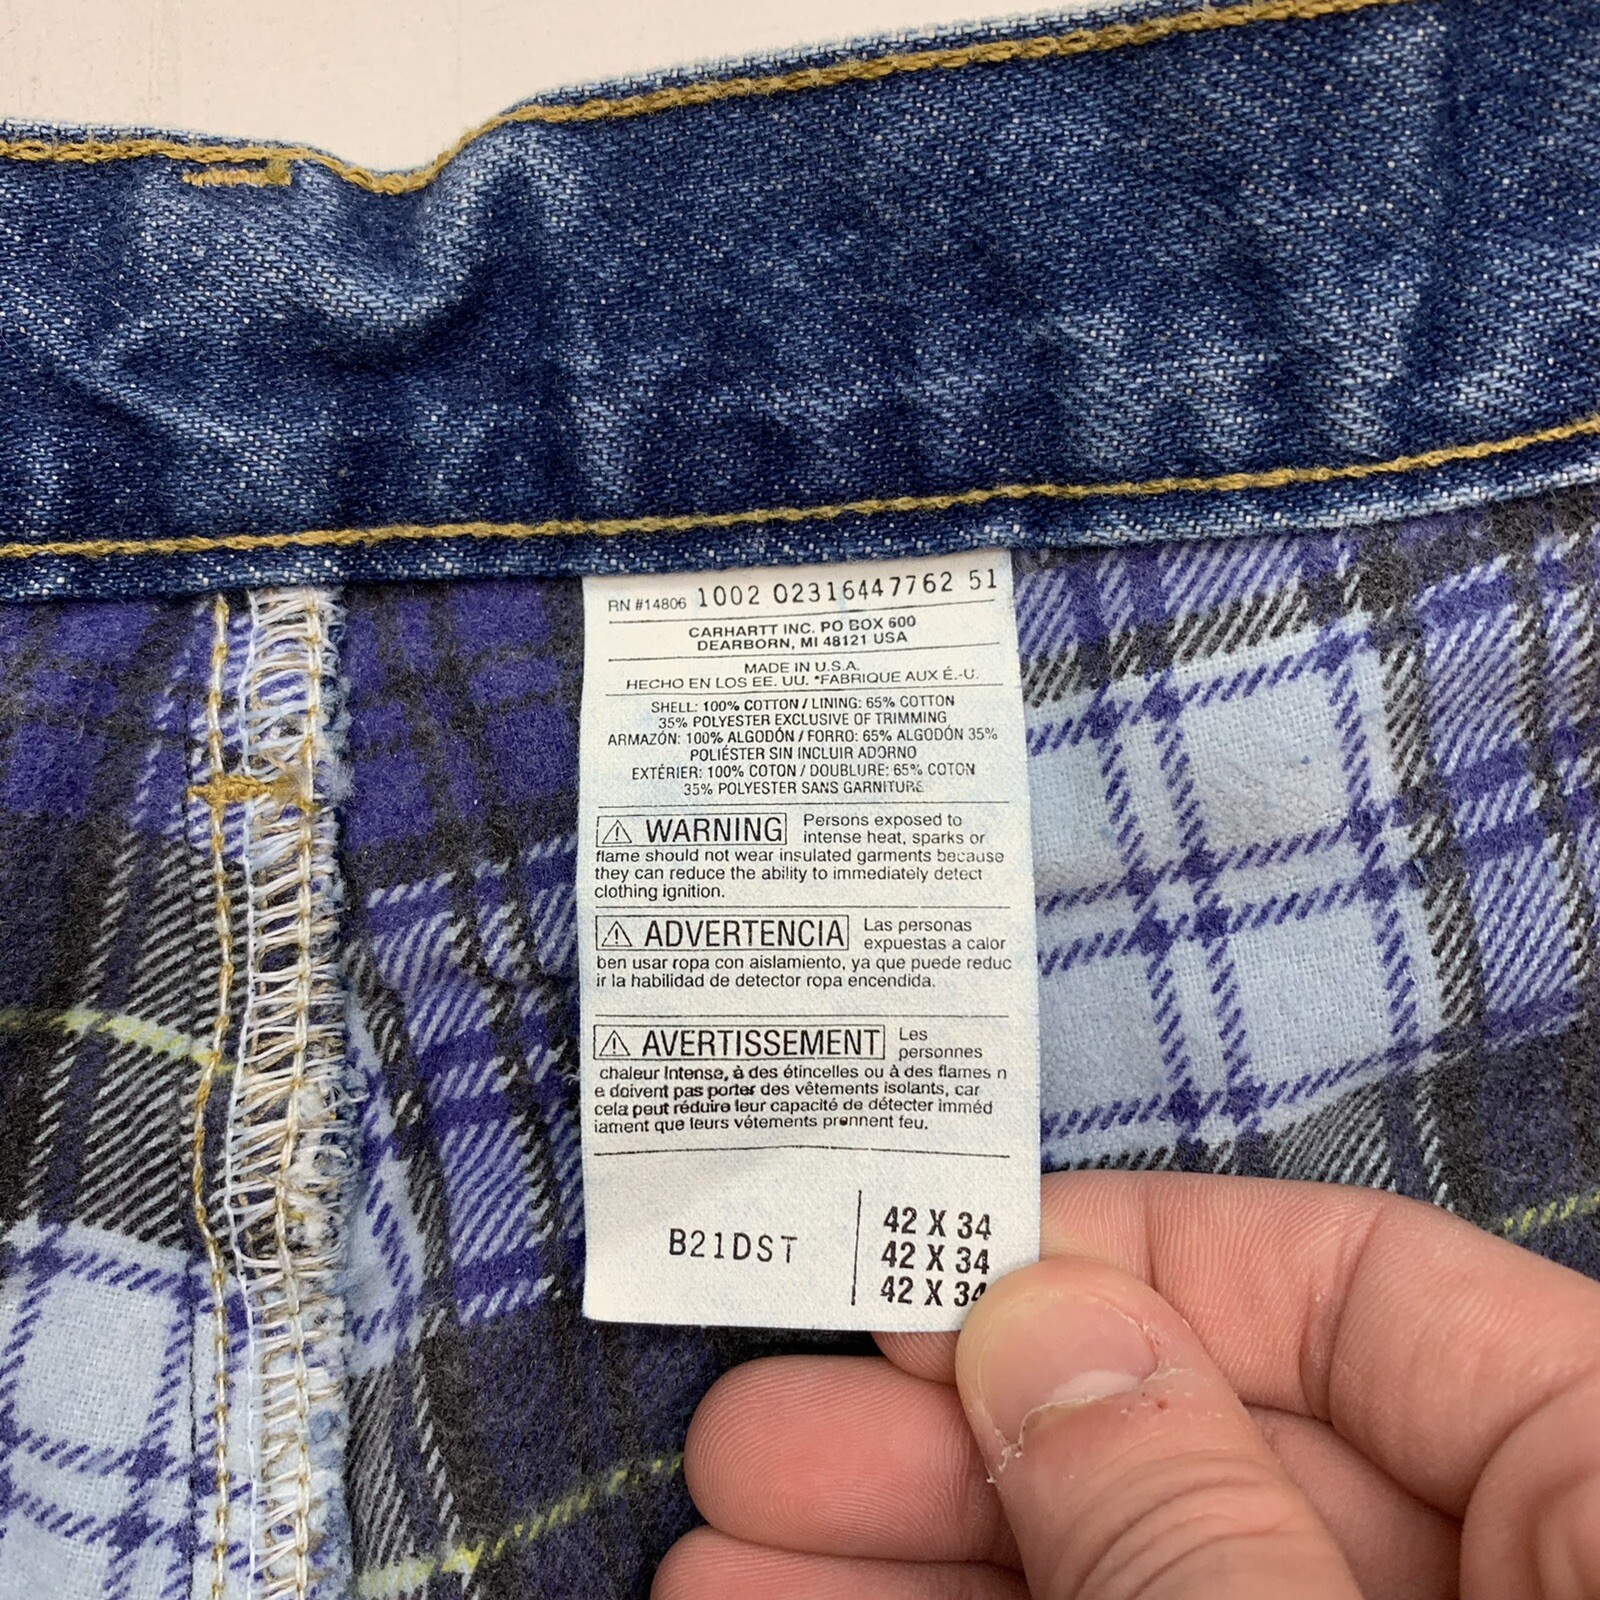 RN #14806 1002 02316447762 51
CARHARTT INC. PO BOX 600
DEARBORN, MI 48121 USA
MADE IN U.S.A.
HECHO EN LOS EE. UU. *FABRIQUE AUX É.-U.
SHELL: 100% COTTON / LINING: 65% COTTON
35% POLYESTER EXCLUSIVE OF TRIMMING
ARMAZÓN: 100% ALGODÓN / FORRO: 65% ALGODÓN 35%
POLIÉSTER SIN INCLUIR ADORNO
EXTÉRIER: 100% COTON / DOUBLURE: 65% COTON
35% POLYESTER SANS GARNITURE
⚠ WARNING Persons exposed to
intense heat, sparks or
flame should not wear insulated garments because
they can reduce the ability to immediately detect
clothing ignition.
⚠ ADVERTENCIA Las personas
expuestas a calor
ben usar ropa con aislamiento, ya que puede reduc
ir la habilidad de detector ropa encendida.
⚠ AVERTISSEMENT Les
personnes
chaleur Intense, à des étincelles ou à des flames n
e doivent pas porter des vêtements isolants, car
cela peut réduire leur capacité de détecter imméd
iament que leurs vêtements prennent feu.
B21DST
42 X 34
42 X 34
42 X 34